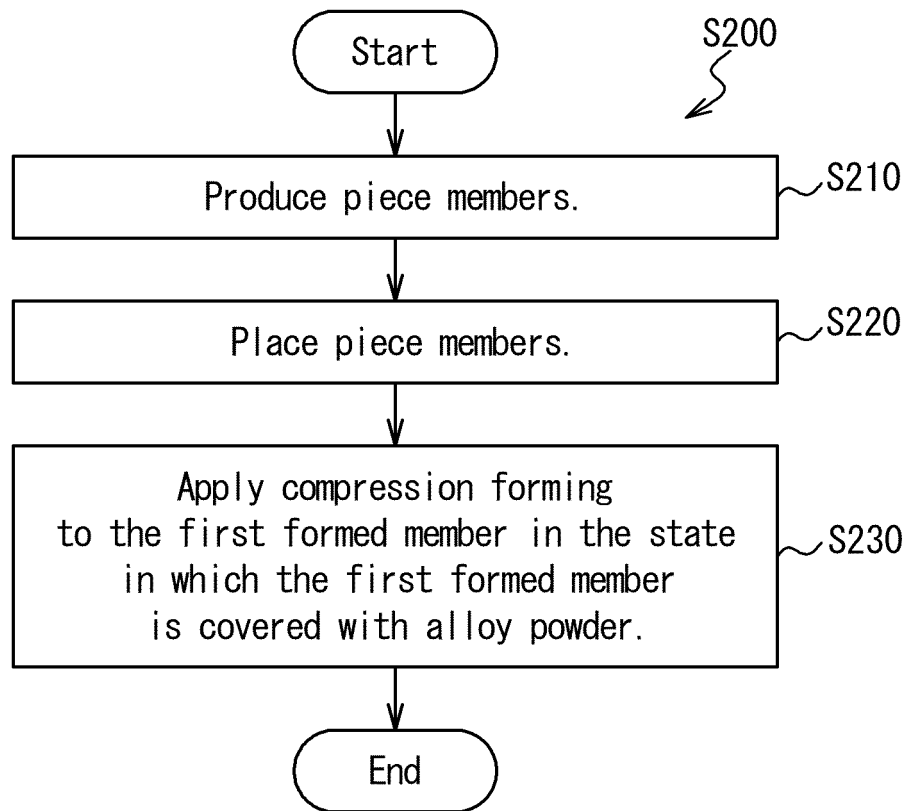 Start
S200
Produce piece members.
S210
Place piece members.
S220
Apply compression forming
to the first formed member in the state
in which the first formed member
is covered with alloy powder.
S230
End